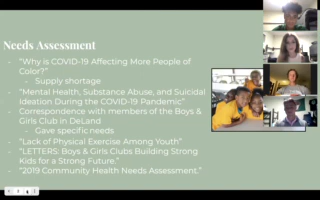 Needs Assessment
- "Why is COVID-19 Affecting More People of
Color?"
- Supply shortage
- "Mental Health, Substance Abuse, and Suicidal
Ideation During the COVID-19 Pandemic"
- Correspondence with members of the Boys &
Girls Club in DeLand
- Gave specific needs
- "Lack of Physical Exercise Among Youth"
- "LETTERS: Boys & Girls Clubs Building Strong
Kids for a Strong Future."
- "2019 Community Health Needs Assessment."